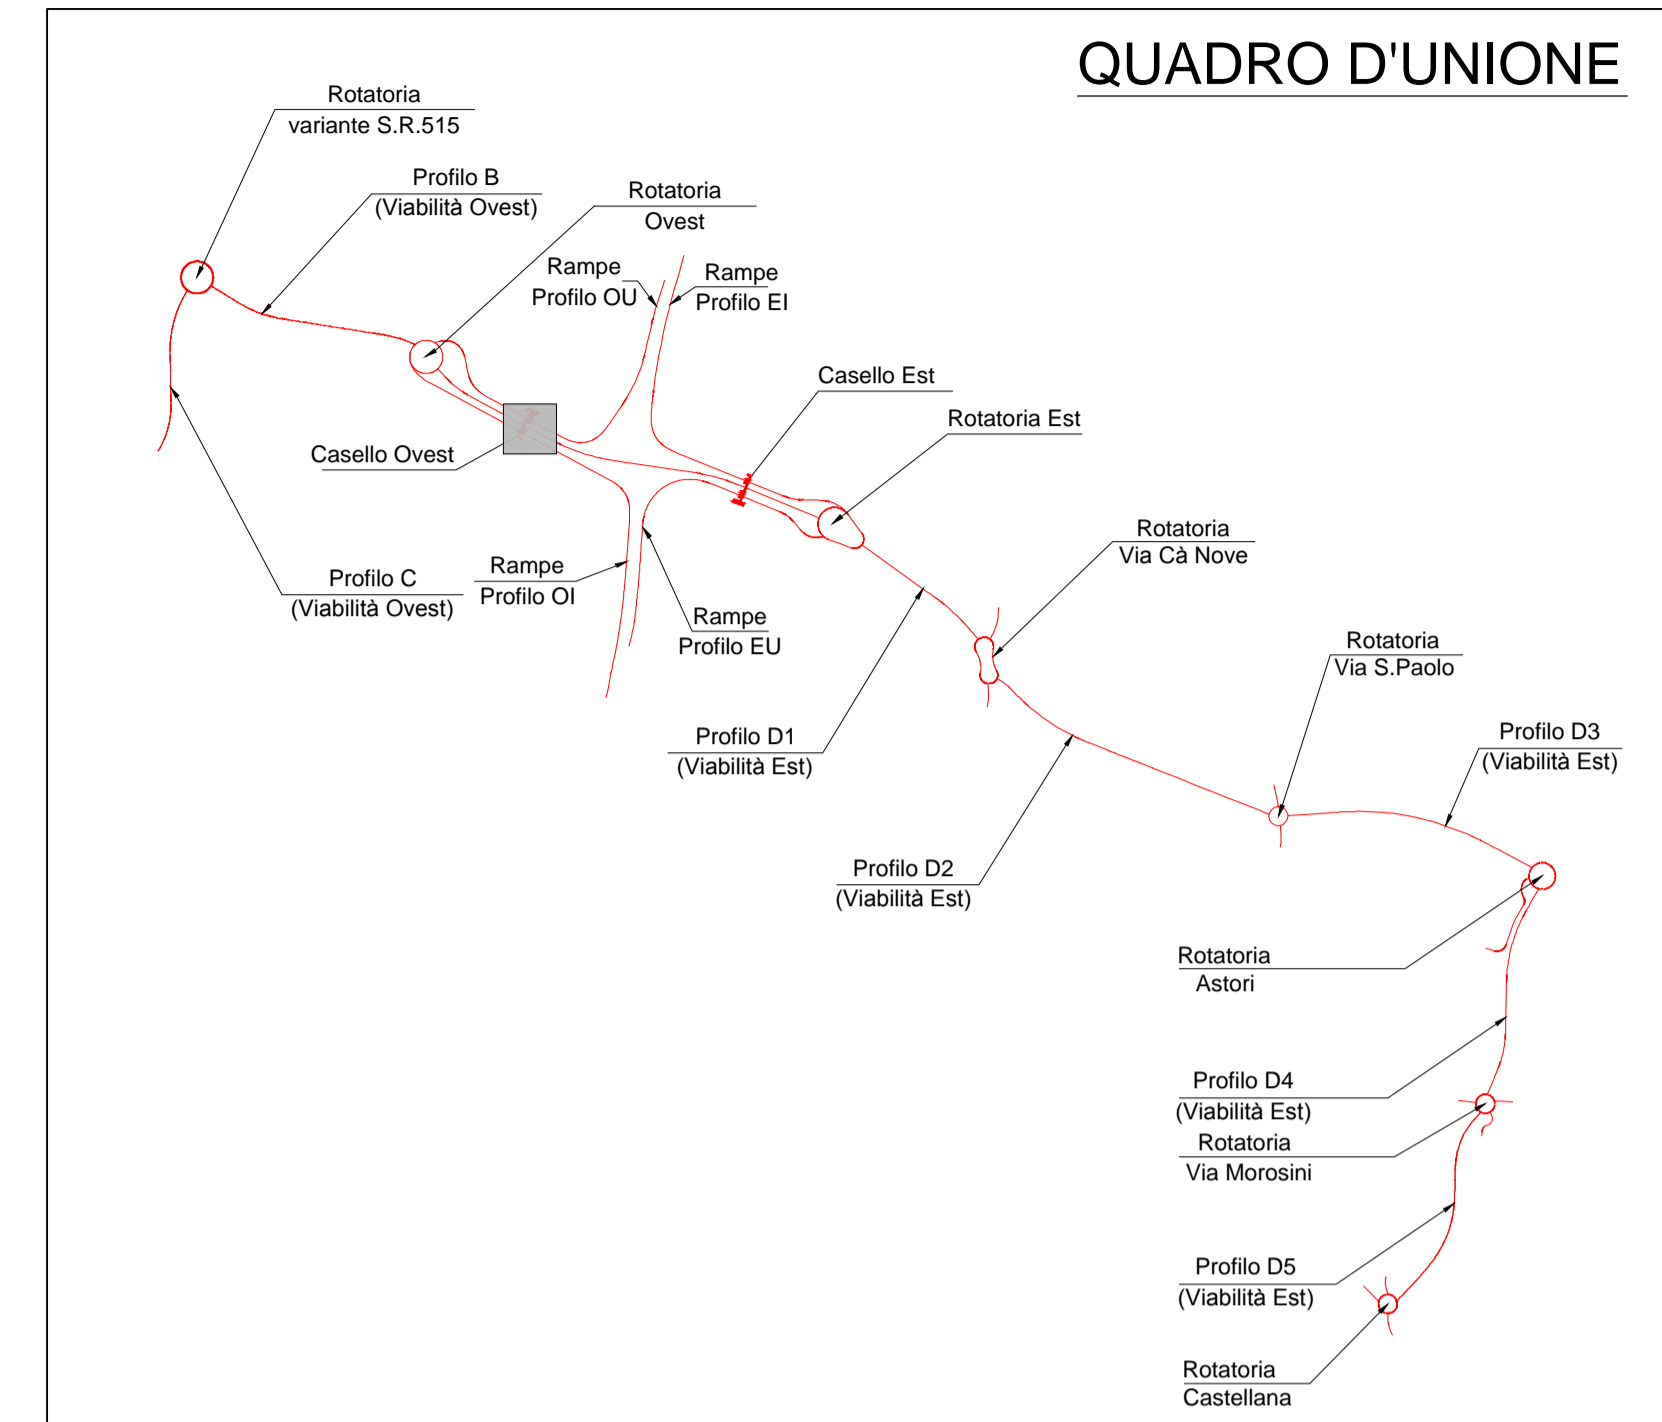 QUADRO D'UNIONE
Rotatoria
variante S.R.515
Profilo B
(Viabilità Ovest)
Rotatoria
Ovest
Rampe
Profilo OU
Rampe
Profilo EI
Casello Est
Rotatoria Est
Casello Ovest
Rotatoria
Via Cà Nove
Rampe
Profilo OI
Profilo C
(Viabilità Ovest)
Rampe
Profilo EU
Rotatoria
Via S.Paolo
Profilo D1
(Viabilità Est)
Profilo D3
(Viabilità Est)
Profilo D2
(Viabilità Est)
Rotatoria
Astori
Profilo D4
(Viabilità Est)
Rotatoria
Via Morosini
Profilo D5
(Viabilità Est)
Rotatoria
Castellana